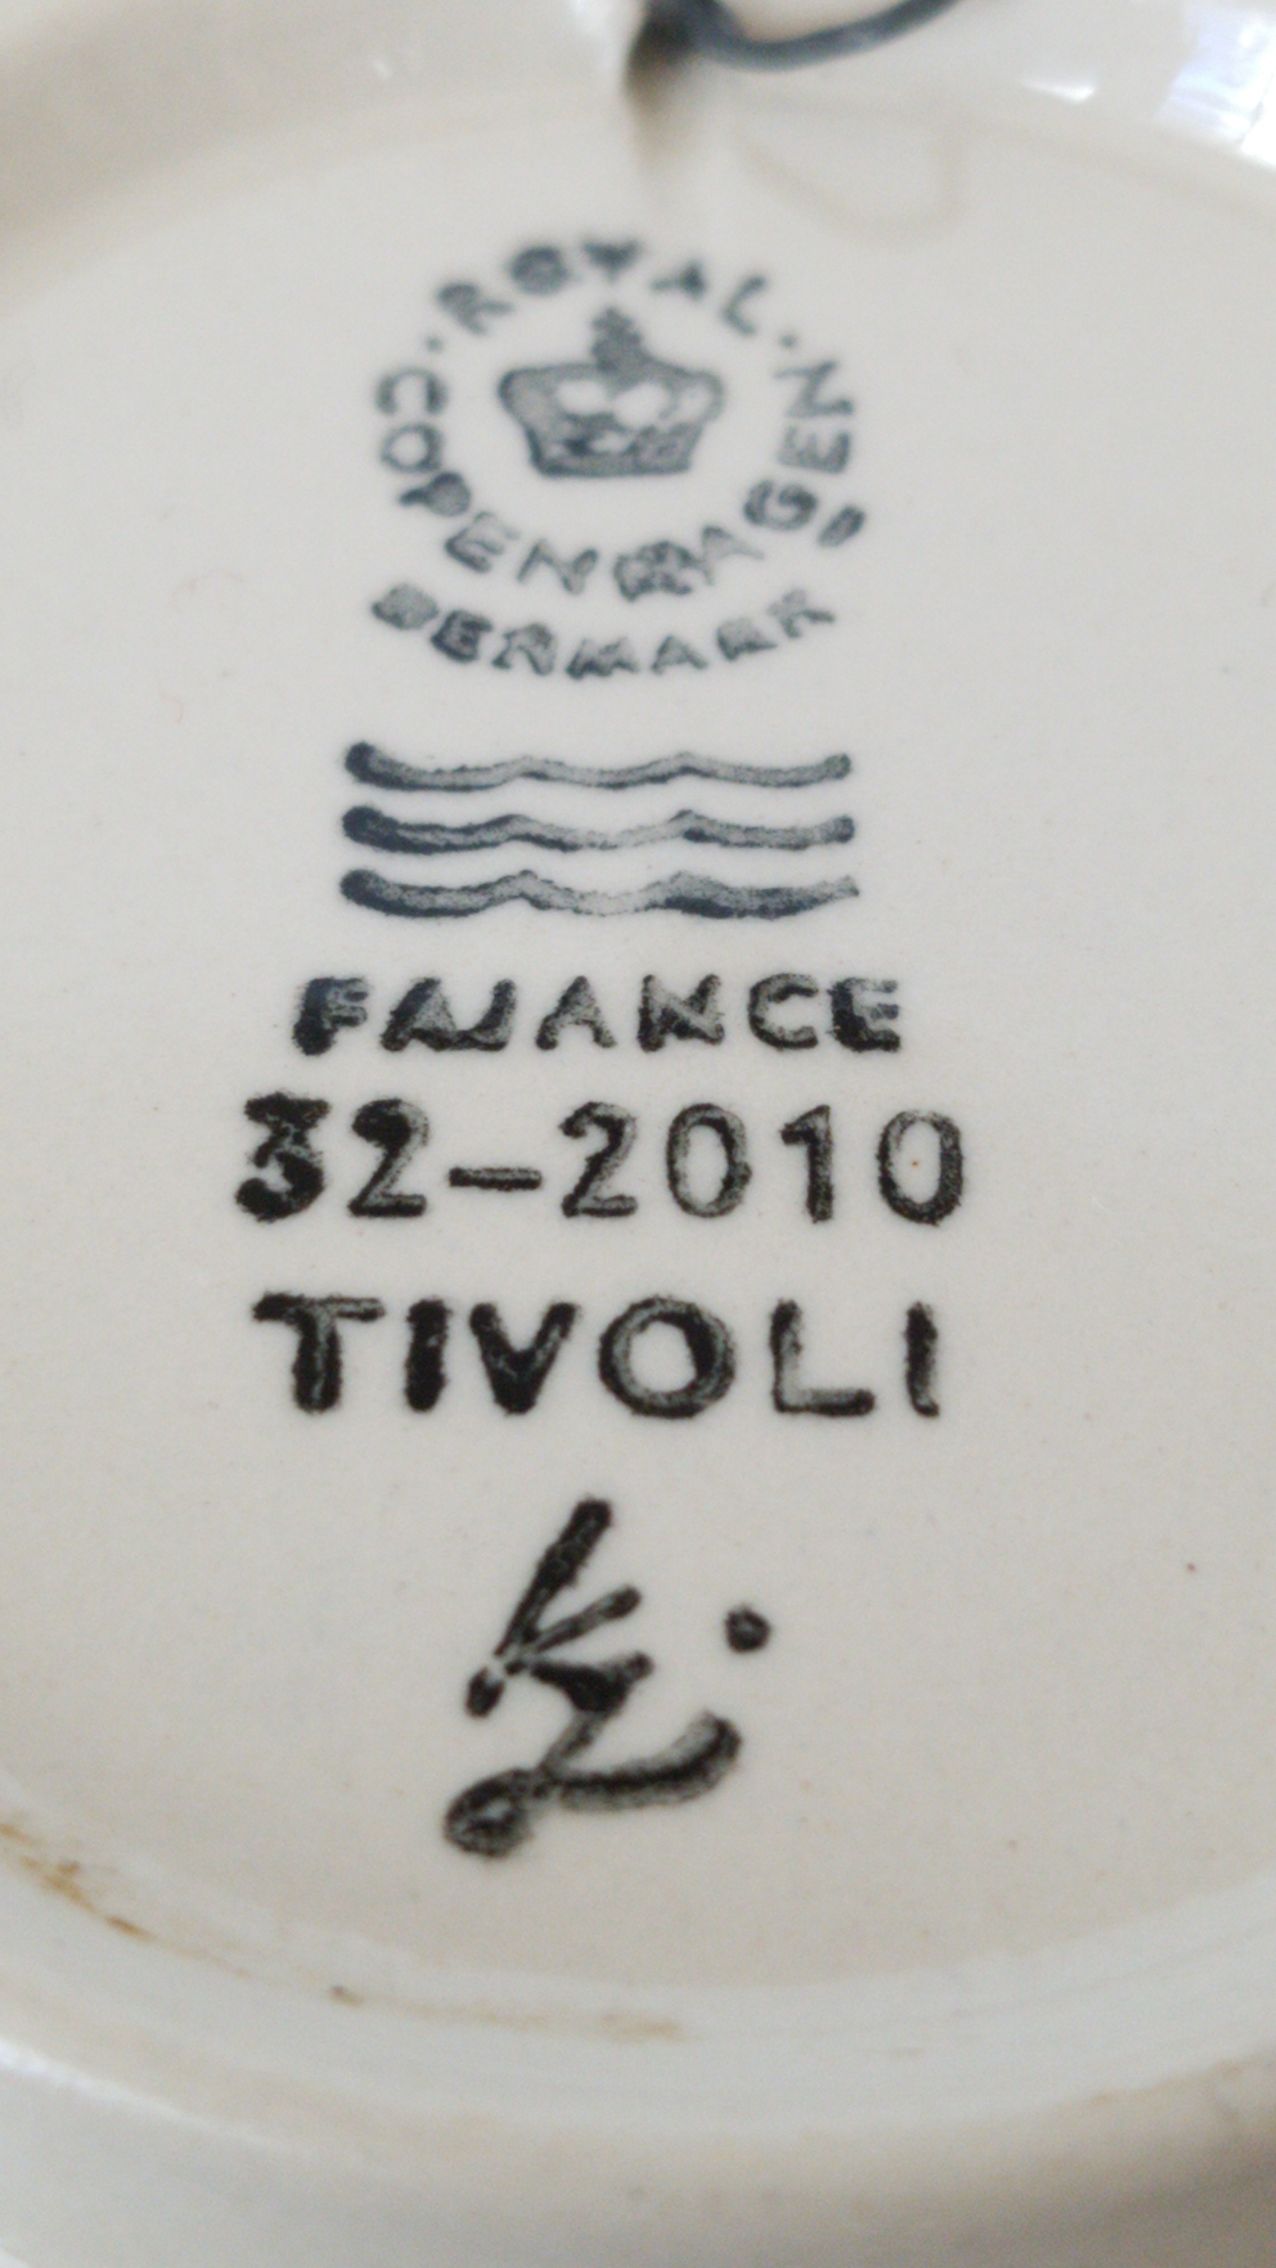 ROYAL
COPENHAGEN
DENMARK
FAJANCE
32-2010
TIVOLI